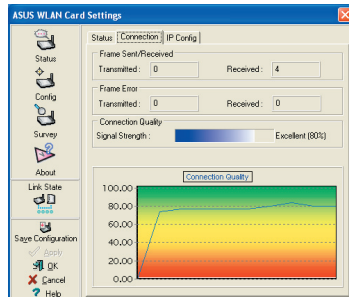 ASUS WLAN Card Settings
Status
Config
Survey
About
Link State
Save Configuration
Apply
OK
Cancel
Help
Status Connection IP Config
Frame Sent/Received
Transmitted : 0 Received : 4
Frame Error
Transmitted : 0 Received : 0
Connection Quality
Signal Strength : Excellent (80%)
Connection Quality
100.00
80.00
60.00
40.00
20.00
0.00